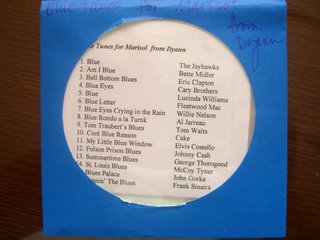 Blue Tunes for Marisol
from
Dyann
e Tunes for Marisol from Dyann
1. Blue The Jayhawks
2. Am I Blue Bette Midler
3. Bell Bottom Blues Eric Clapton
4. Blue Eyes Cary Brothers
5. Blue Lucinda Williams
6. Blue Letter Fleetwood Mac
7. Blue Eyes Crying in the Rain Willie Nelson
8. Blue Rondo a la Turnk Al Jarreau
9. Tom Traubert's Blues Tom Waits
10. Cool Blue Reason Cake
11. My Little Blue Window Elvis Costello
12. Folson Prison Blues Johnny Cash
13. Summertime Blues George Thorogood
14. St. Louis Blues McCoy Tyner
Blues Palace John Gorka
The Blues Frank Sinatra